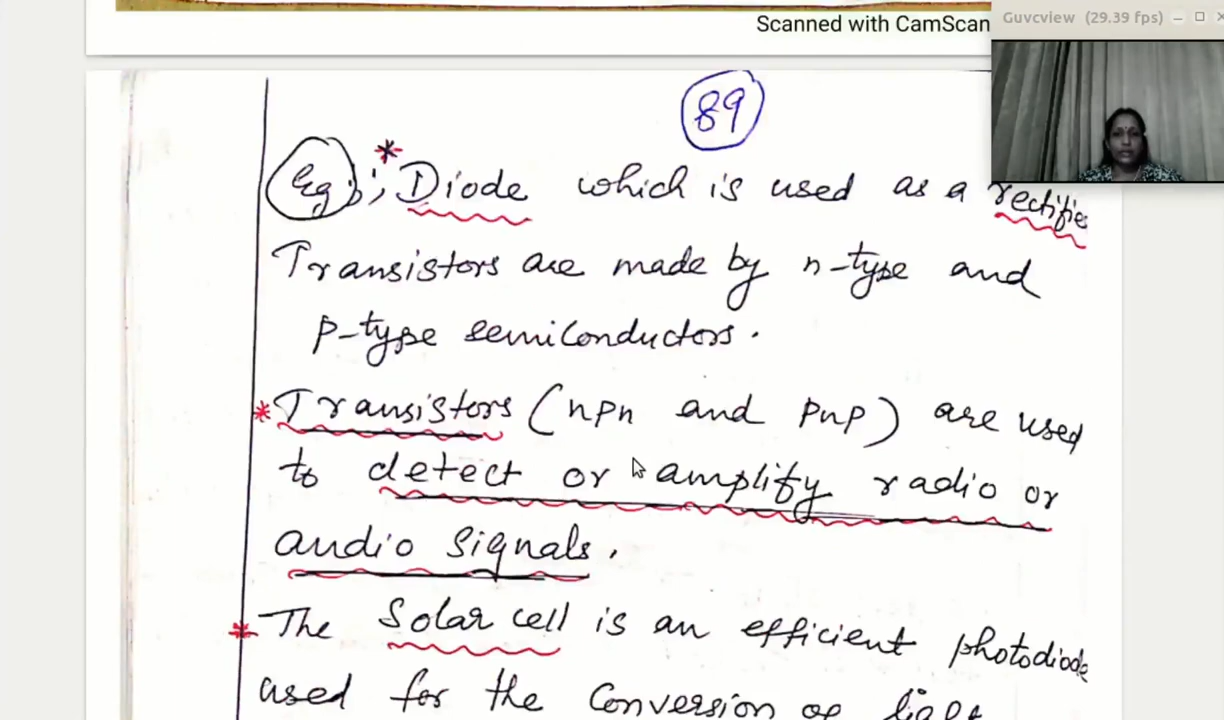 Scanned with CamScan
Guvcview (29.39 fps)
89
Eg:; * Diode which is used as a rectifie
Transistors are made by n-type and
p-type semiconductors.
* Transistors (npn and pnp) are used
to detect or amplify radio or
audio signals.
* The Solar cell is an efficient photodiode
used for the conversion of light